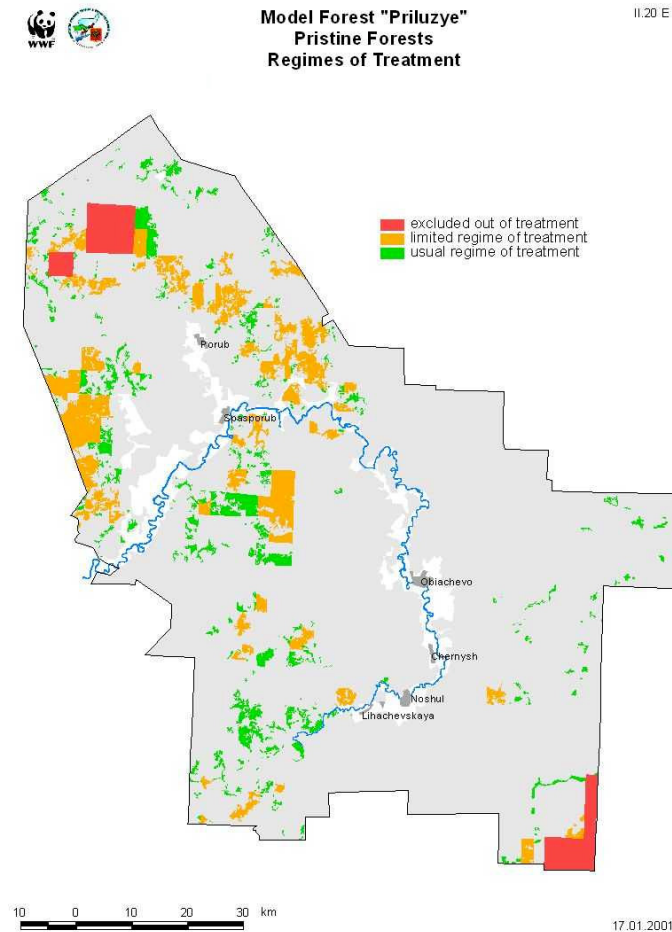 WWF
Model Forest "Priluzye"
Pristine Forests
Regimes of Treatment
II.20 E
excluded out of treatment
limited regime of treatment
usual regime of treatment
Porub
Spasporub
Obiachevo
Chernysh
Noshul
Lihachevskaya
10 0 10 20 30 km
17.01.2001